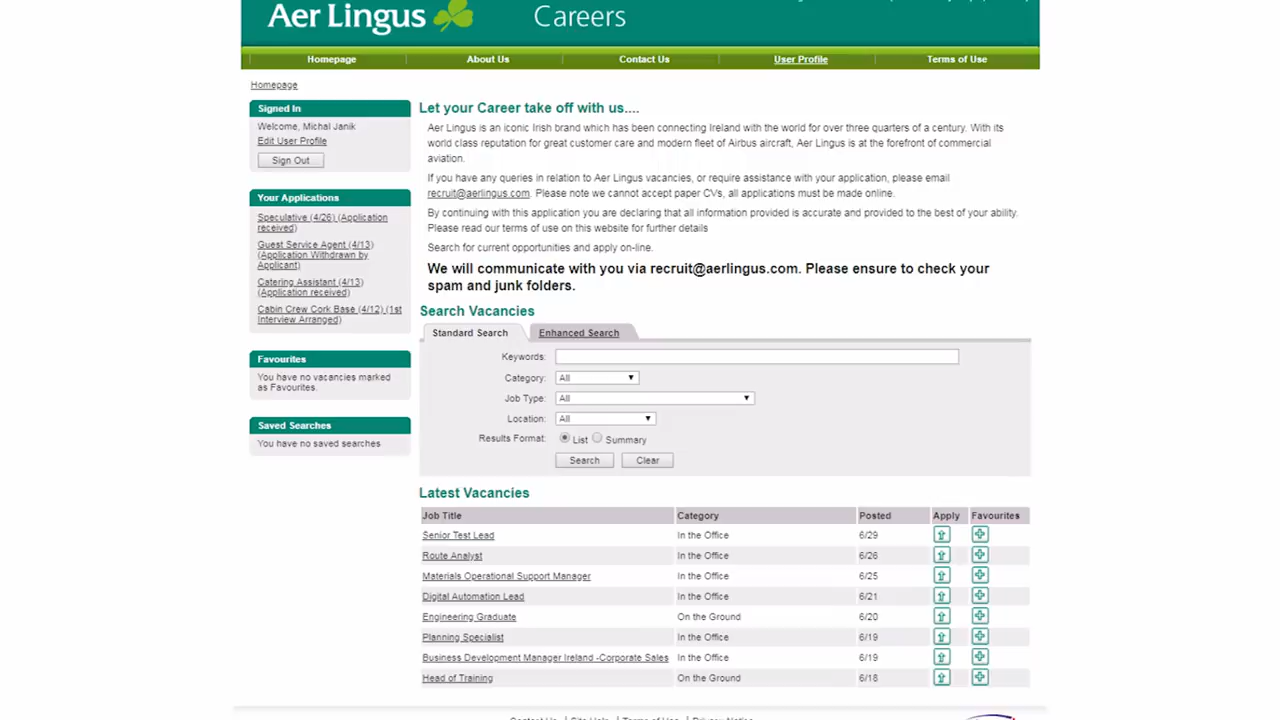 Aer Lingus Careers
Homepage About Us Contact Us User Profile Terms of Use
Homepage
Signed In
Welcome, Michal Janik
Edit User Profile
Sign Out
Your Applications
Speculative (4/26) (Application
received)
Guest Service Agent (4/13)
(Application Withdrawn by
Applicant)
Catering Assistant (4/13)
(Application received)
Cabin Crew Cork Base (4/12) (1st
Interview Arranged)
Favourites
You have no vacancies marked
as Favourites.
Saved Searches
You have no saved searches
Let your Career take off with us....
Aer Lingus is an iconic Irish brand which has been connecting Ireland with the world for over three quarters of a century. With its
world class reputation for great customer care and modern fleet of Airbus aircraft, Aer Lingus is at the forefront of commercial
aviation.
If you have any queries in relation to Aer Lingus vacancies, or require assistance with your application, please email
recruit@aerlingus.com. Please note we cannot accept paper CVs, all applications must be made online.
By continuing with this application you are declaring that all information provided is accurate and provided to the best of your ability.
Please read our terms of use on this website for further details
Search for current opportunities and apply on-line.
We will communicate with you via recruit@aerlingus.com. Please ensure to check your
spam and junk folders.
Search Vacancies
Standard Search Enhanced Search
Keywords:
Category: All
Job Type: All
Location: All
Results Format: List Summary
Search Clear
Latest Vacancies
Job Title Category Posted Apply Favourites
Senior Test Lead In the Office 6/29
Route Analyst In the Office 6/26
Materials Operational Support Manager In the Office 6/25
Digital Automation Lead In the Office 6/21
Engineering Graduate On the Ground 6/20
Planning Specialist In the Office 6/19
Business Development Manager Ireland -Corporate Sales In the Office 6/19
Head of Training On the Ground 6/18
Contact Us | Site Help | Terms of Use | Privacy Notice